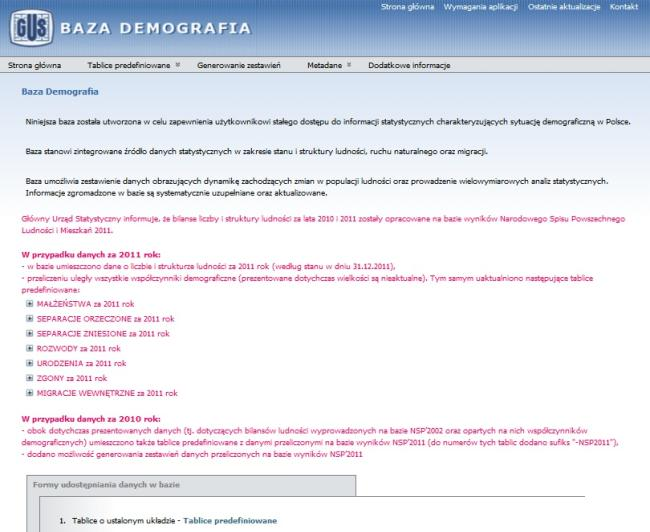 Strona główna Wymagania aplikacji Ostatnie aktualizacje Kontakt
GUS BAZA DEMOGRAFIA
Strona główna Tablice predefiniowane Generowanie zestawień Metadane Dodatkowe informacje
Baza Demografia
Niniejsza baza została utworzona w celu zapewnienia użytkownikowi stałego dostępu do informacji statystycznych charakteryzujących sytuację demograficzną w Polsce.
Baza stanowi zintegrowane źródło danych statystycznych w zakresie stanu i struktury ludności, ruchu naturalnego oraz migracji.
Baza umożliwia zestawienie danych obrazujących dynamikę zachodzących zmian w populacji ludności oraz prowadzenie wielowymiarowych analiz statystycznych.
Informacje zgromadzone w bazie są systematycznie uzupełniane oraz aktualizowane.
Główny Urząd Statystyczny informuje, że bilanse liczby i struktury ludności za lata 2010 i 2011 zostały opracowane na bazie wyników Narodowego Spisu Powszechnego
Ludności i Mieszkań 2011.
W przypadku danych za 2011 rok:
- w bazie umieszczono dane o liczbie i strukturze ludności za 2011 rok (według stanu w dniu 31.12.2011),
- przeliczeniu uległy wszystkie współczynniki demograficzne (prezentowane dotychczas wielkości są nieaktualne). Tym samym uaktualniono następujące tablice
predefiniowane:
MAŁŻEŃSTWA za 2011 rok
SEPARACJE ORZECZONE za 2011 rok
SEPARACJE ZNIESIONE za 2011 rok
ROZWODY za 2011 rok
URODZENIA za 2011 rok
ZGONY za 2011 rok
MIGRACJE WEWNĘTRZNE za 2011 rok
W przypadku danych za 2010 rok:
- obok dotychczas prezentowanych danych (tj. dotyczących bilansów ludności wyprowadzonych na bazie NSP'2002 oraz opartych na nich współczynników
demograficznych) umieszczono także tablice predefiniowane z danymi przeliczonymi na bazie wyników NSP'2011 (do numerów tych tablic dodano sufiks "-NSP2011"),
- dodano możliwość generowania zestawień danych przeliczonych na bazie wyników NSP'2011
Formy udostępniania danych w bazie
1. Tablice o ustalonym układzie - Tablice predefiniowane